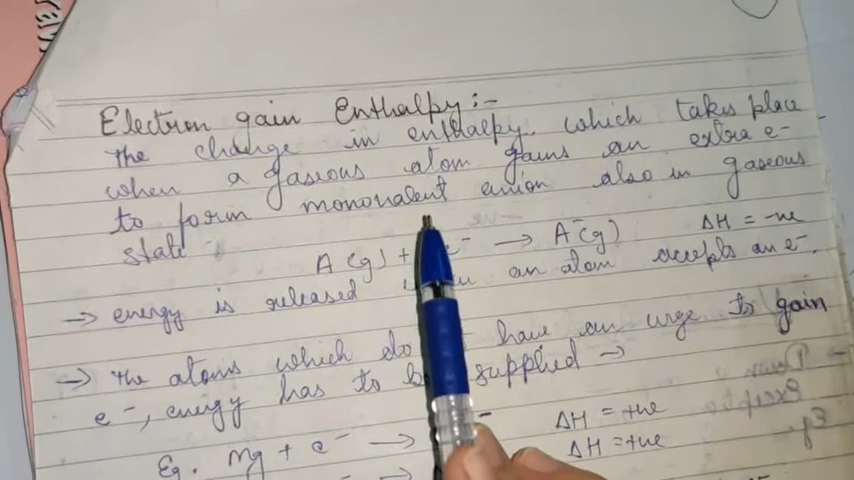 Electron gain Enthalpy :-
The change in enthalpy which takes place
when a gaseous atom gains an extra e-
to form monovalent anion also in gaseous
state
A(g) + e- → A-(g) ΔH = -ve
→ energy is released an atom accepts an e-.
→ The atoms which do have an urge to gain
e-, energy has to be supplied →
Eg. Mg + e- → - ΔH = +ve
→ ΔH = +ve